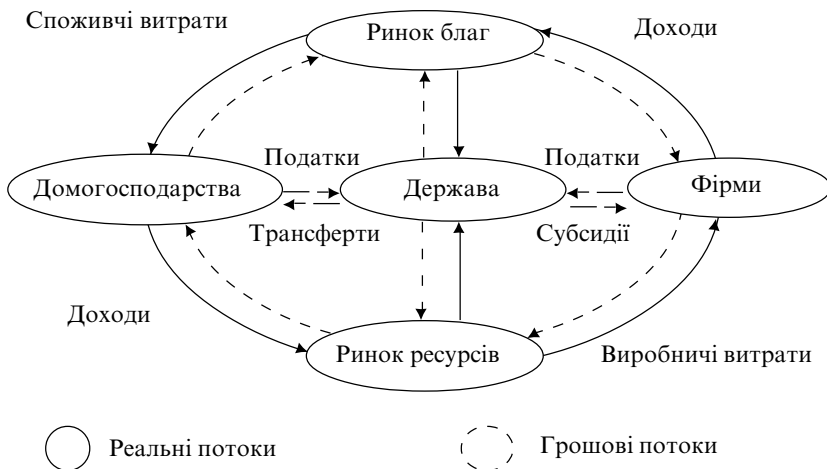 Споживчі витрати
Ринок благ
Доходи
Податки
Податки
Домогосподарства
Держава
Фірми
Трансферти
Субсидії
Доходи
Ринок ресурсів
Виробничі витрати
Реальні потоки
Грошові потоки